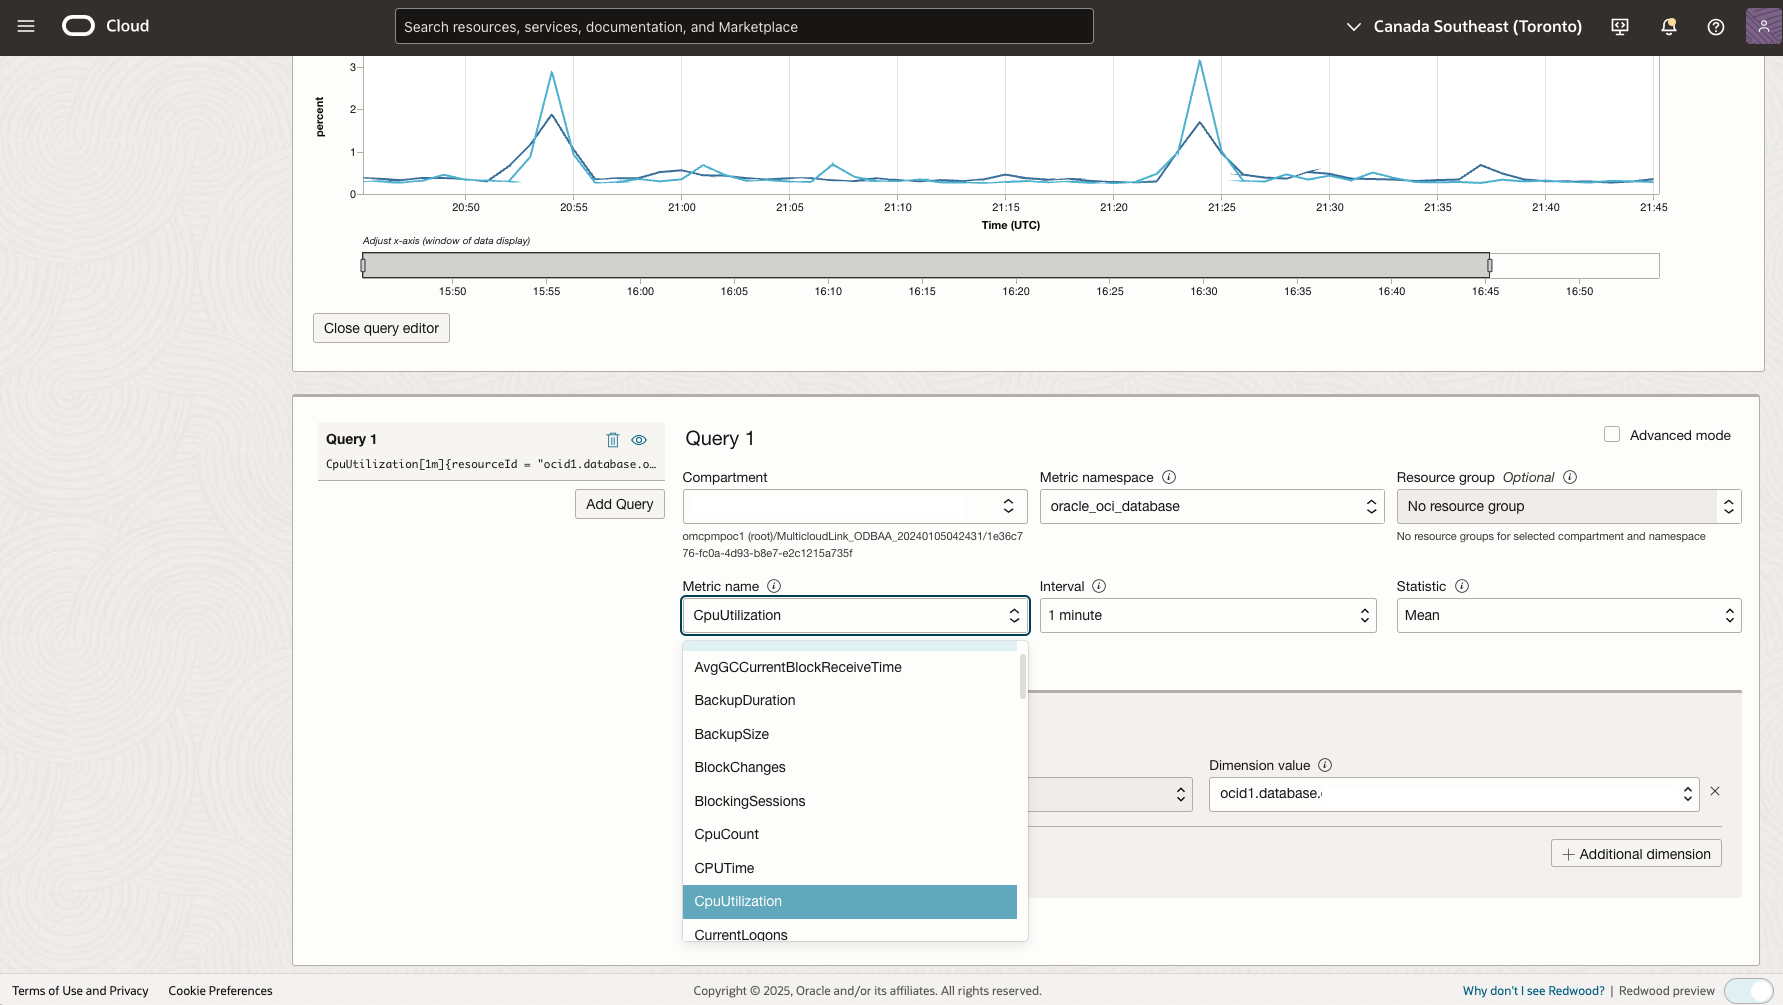 Cloud
Search resources, services, documentation, and Marketplace
Canada Southeast (Toronto)
3
2
1
0
percent
20:50 20:55 21:00 21:05 21:10 21:15 21:20 21:25 21:30 21:35 21:40 21:45
Time (UTC)
Adjust x-axis (window of data display)
15:50 15:55 16:00 16:05 16:10 16:15 16:20 16:25 16:30 16:35 16:40 16:45 16:50
Close query editor
Query 1
CpuUtilization[1m]{resourceId = "ocid1.database.o…
Add Query
Query 1
Advanced mode
Compartment
omcpmpoc1 (root)/MulticloudLink_ODBAA_20240105042431/1e36c7
76-fc0a-4d93-b8e7-e2c1215a735f
Metric namespace
oracle_oci_database
Resource group Optional
No resource group
No resource groups for selected compartment and namespace
Metric name
CpuUtilization
Interval
1 minute
Statistic
Mean
AvgGCCurrentBlockReceiveTime
BackupDuration
BackupSize
BlockChanges
BlockingSessions
CpuCount
CPUTime
CpuUtilization
CurrentLogons
Dimension value
ocid1.database.
Additional dimension
Terms of Use and Privacy
Cookie Preferences
Copyright © 2025, Oracle and/or its affiliates. All rights reserved.
Why don't I see Redwood? | Redwood preview